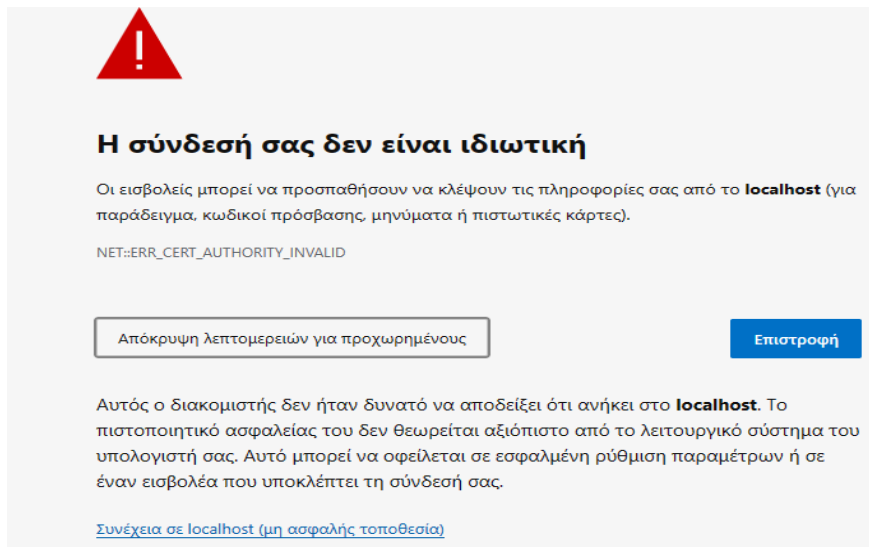 Η σύνδεσή σας δεν είναι ιδιωτική
Οι εισβολείς μπορεί να προσπαθήσουν να κλέψουν τις πληροφορίες σας από το localhost (για
παράδειγμα, κωδικοί πρόσβασης, μηνύματα ή πιστωτικές κάρτες).
NET::ERR_CERT_AUTHORITY_INVALID
Απόκρυψη λεπτομερειών για προχωρημένους
Επιστροφή
Αυτός ο διακομιστής δεν ήταν δυνατό να αποδείξει ότι ανήκει στο localhost. Το
πιστοποιητικό ασφαλείας του δεν θεωρείται αξιόπιστο από το λειτουργικό σύστημα του
υπολογιστή σας. Αυτό μπορεί να οφείλεται σε εσφαλμένη ρύθμιση παραμέτρων ή σε
έναν εισβολέα που υποκλέπτει τη σύνδεσή σας.
Συνέχεια σε localhost (μη ασφαλής τοποθεσία)